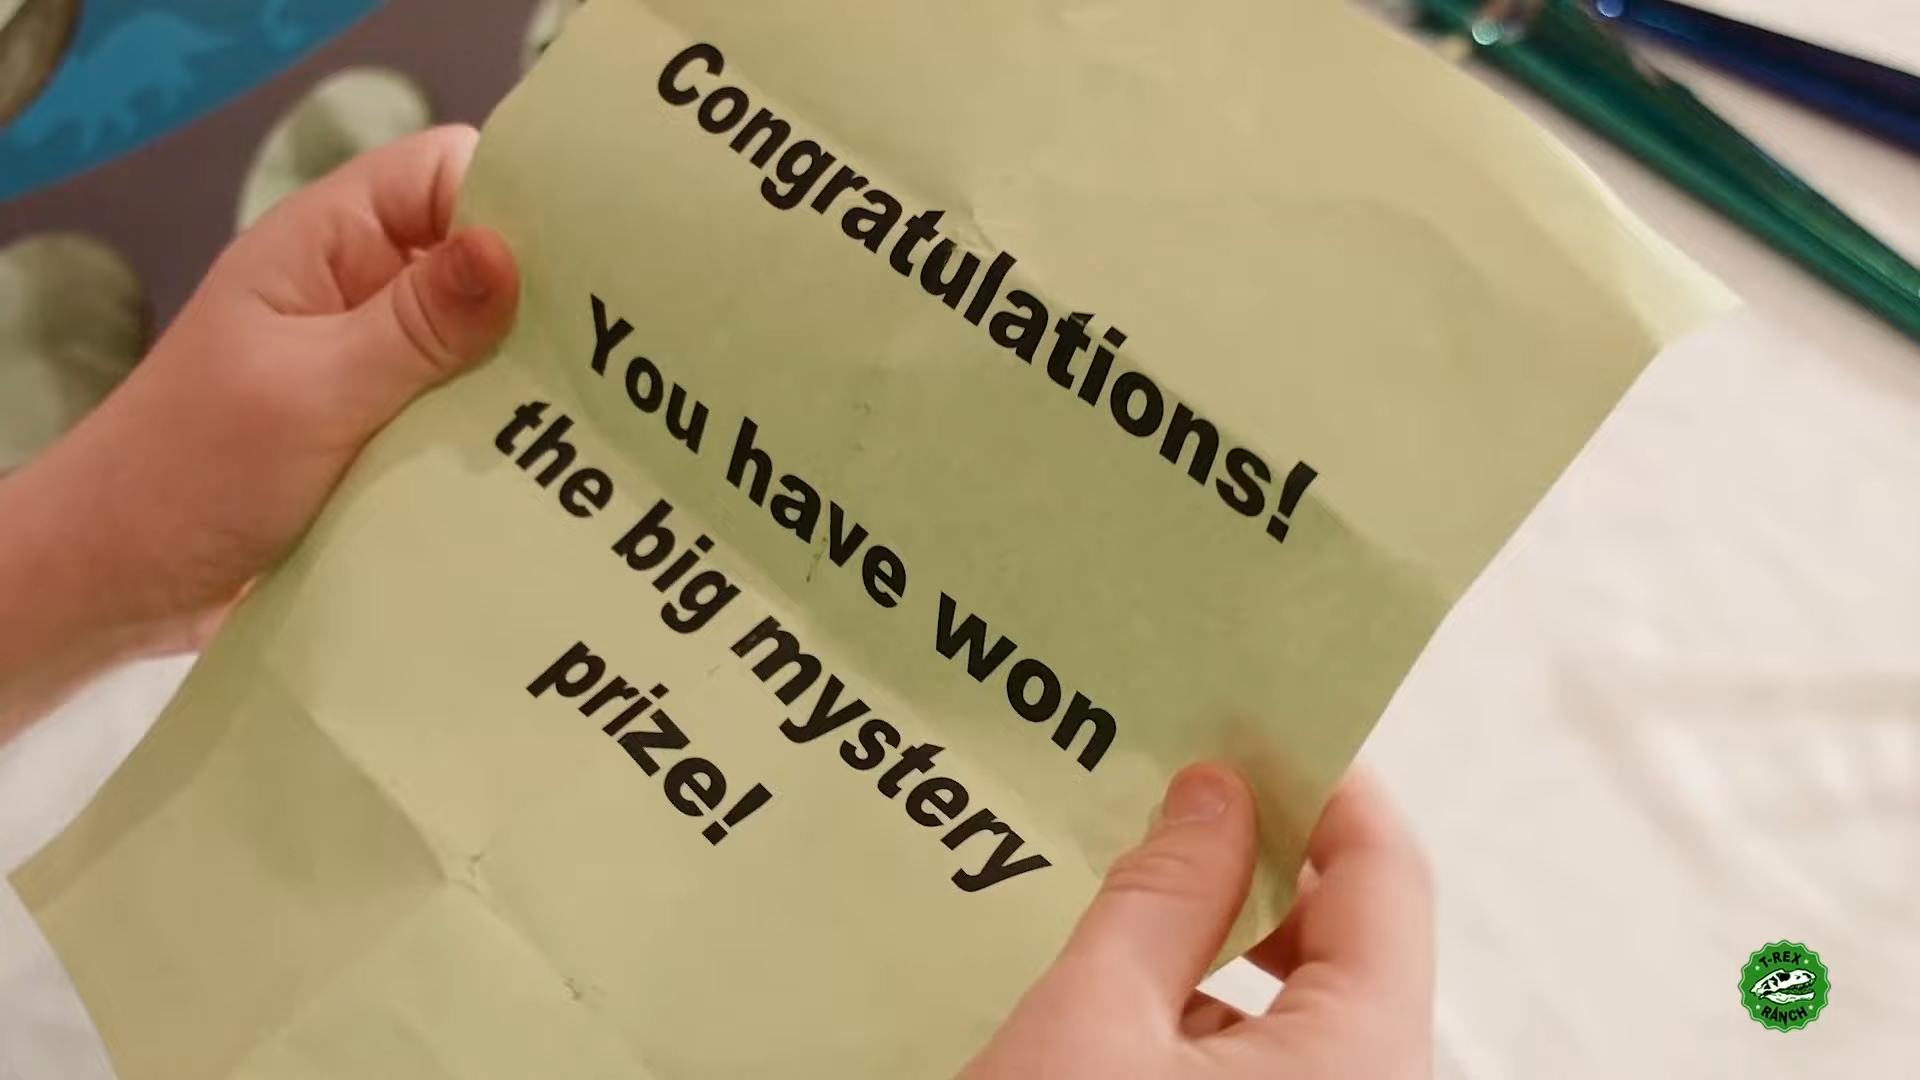 Congratulations!
You have won
the big mystery
prize!
T-REX
RANCH